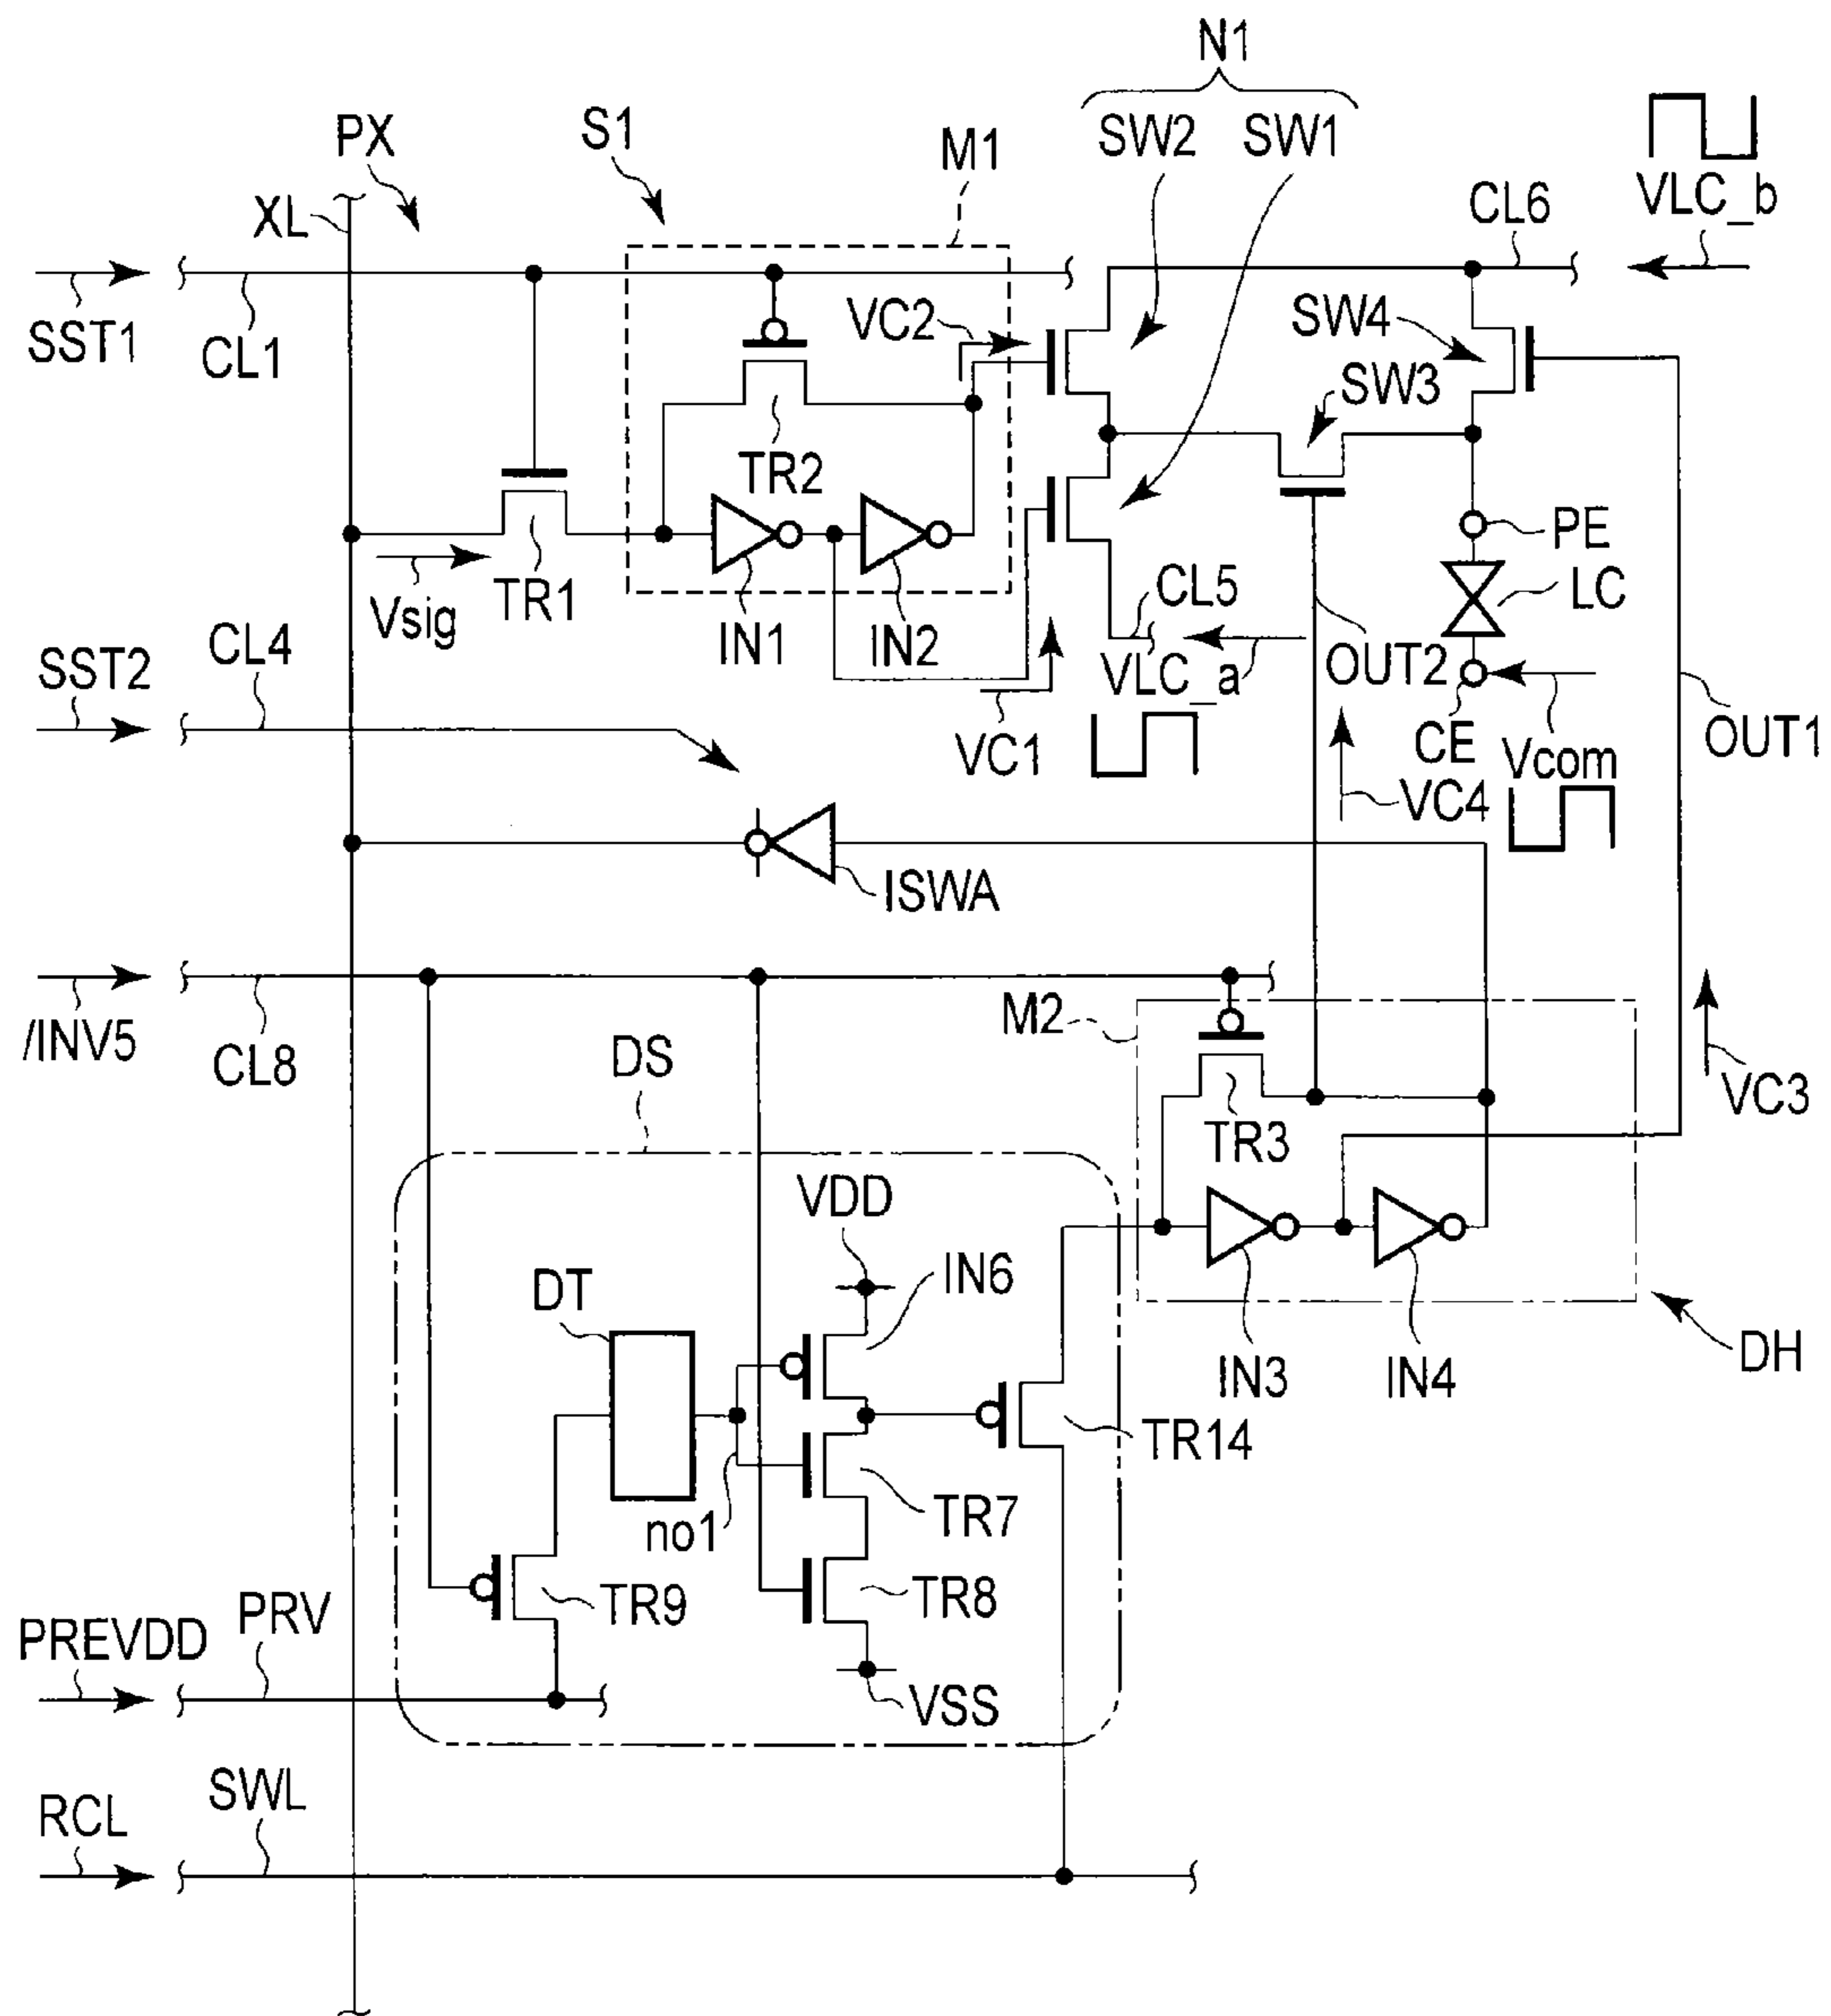 N1
PX
S1
M1
SW2
SW1
VLC_b
XL
CL6
SST1
CL1
VC2
SW4
SW3
TR2
PE
LC
Vsig
TR1
IN1
IN2
CL5
VLC_a
OUT2
SST2
CL4
VC1
CE
Vcom
OUT1
VC4
ISWA
/INV5
CL8
M2
DS
VC3
TR3
VDD
IN6
DT
IN3
IN4
DH
TR14
no1
TR7
TR9
TR8
PREVDD
PRV
VSS
RCL
SWL